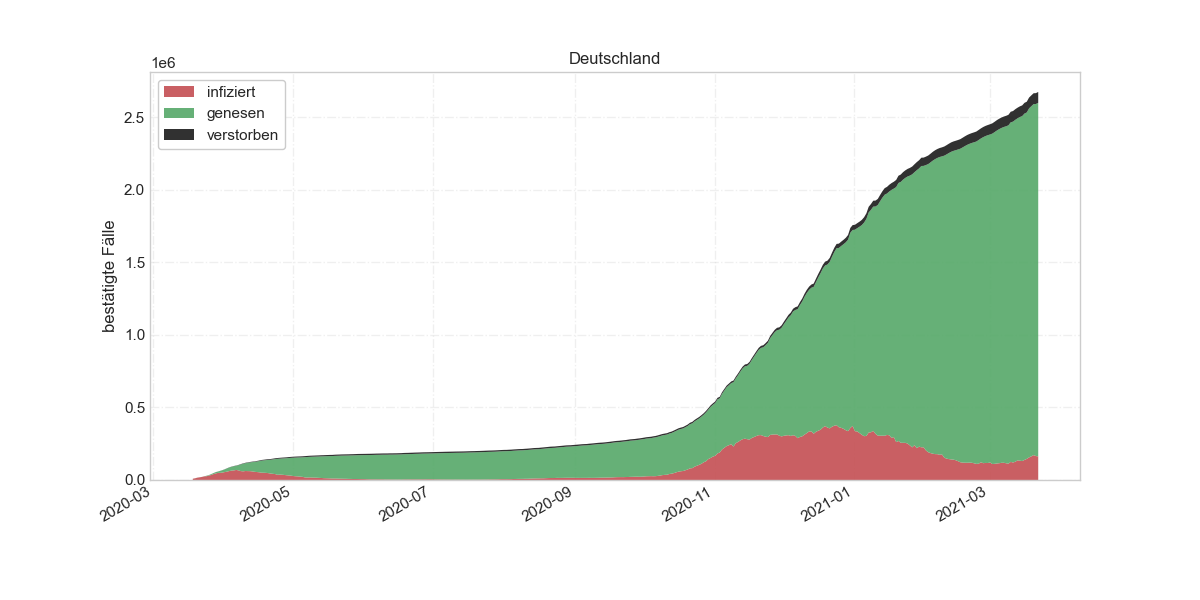 Deutschland
1e6
infiziert
genesen
verstorben
bestätigte Fälle
2.5
2.0
1.5
1.0
0.5
0.0
2020-03
2020-05
2020-07
2020-09
2020-11
2021-01
2021-03